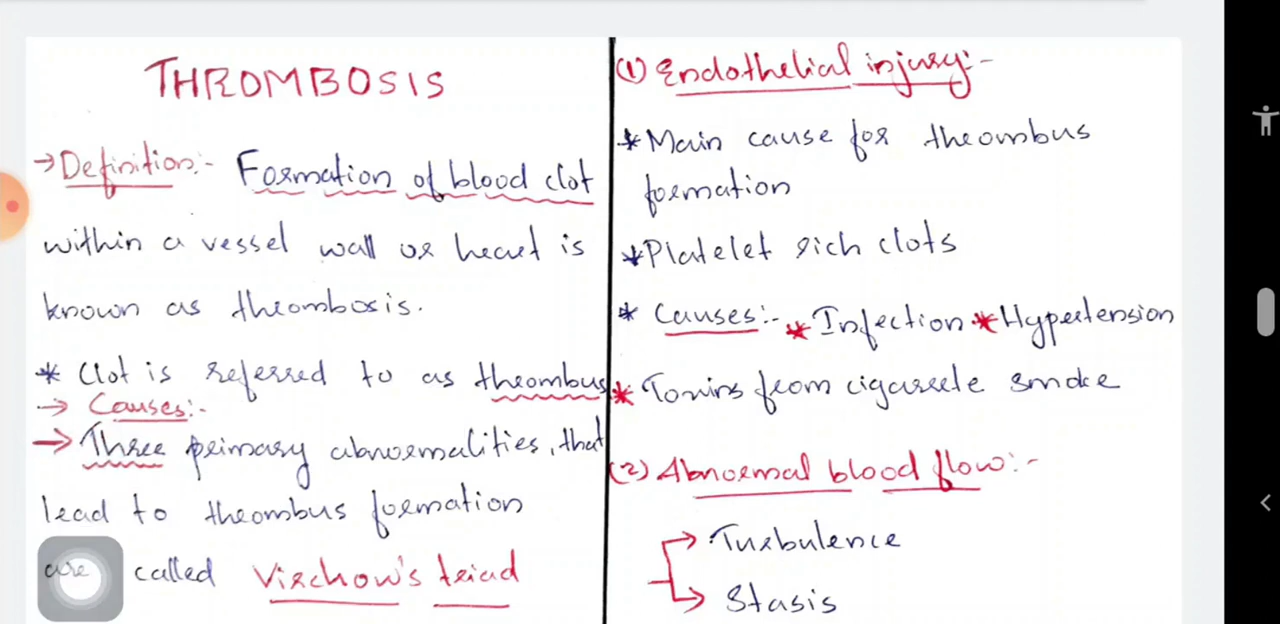 THROMBOSIS
→ Definition:- Formation of blood clot
within a vessel wall or heart is
known as thrombosis.
* Clot is referred to as thrombus
→ Causes:-
→ Three primary abnormalities, that
lead to thrombus formation
are called Virchow's triad
(1) Endothelial injury:-
* Main cause for thrombus
formation
* Platelet rich clots
* Causes:- * Infection * Hypertension
* Toxins from cigarrete smoke
(2) Abnormal blood flow:-
→ Turbulence
→ Stasis